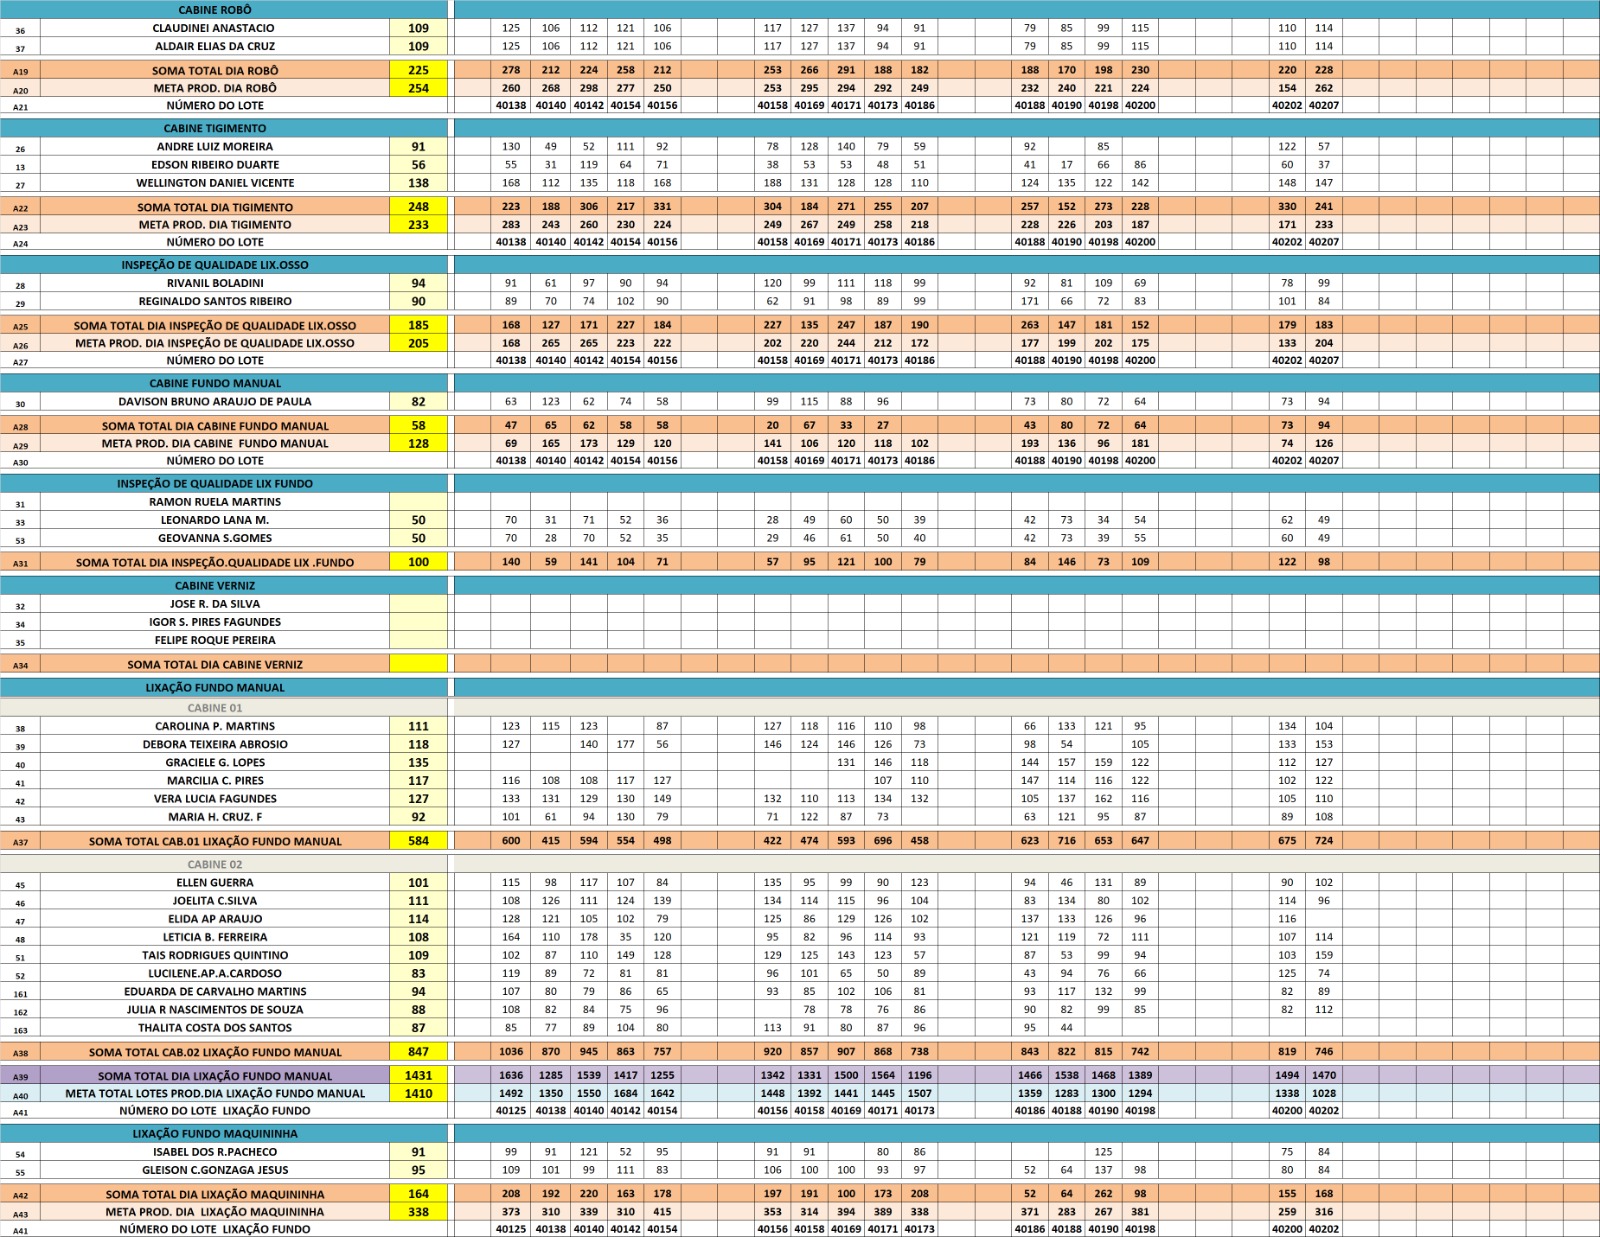 CABINE ROBÔ
36 CLAUDINEI ANASTACIO 109 125 106 112 121 106 117 127 137 94 91 79 85 99 115 110 114
37 ALDAIR ELIAS DA CRUZ 109 125 106 112 121 106 117 127 137 94 91 79 85 99 115 110 114
A19 SOMA TOTAL DIA ROBÔ 225 278 212 224 258 212 253 266 291 188 182 188 170 198 230 220 228
A20 META PROD. DIA ROBÔ 254 260 268 298 277 250 253 295 294 292 249 232 240 221 224 154 262
A21 NÚMERO DO LOTE 40138 40140 40142 40154 40156 40158 40169 40171 40173 40186 40188 40190 40198 40200 40202 40207
CABINE TIGIMENTO
26 ANDRE LUIZ MOREIRA 91 130 49 52 111 92 78 128 140 79 59 92 85 122 57
13 EDSON RIBEIRO DUARTE 56 55 31 119 64 71 38 53 53 48 51 41 17 66 86 60 37
27 WELLINGTON DANIEL VICENTE 138 168 112 135 118 168 188 131 128 128 110 124 135 122 142 148 147
A22 SOMA TOTAL DIA TIGIMENTO 248 223 188 306 217 331 304 184 271 255 207 257 152 273 228 330 241
A23 META PROD. DIA TIGIMENTO 233 283 243 260 230 224 249 267 249 258 218 228 226 203 187 171 233
A24 NÚMERO DO LOTE 40138 40140 40142 40154 40156 40158 40169 40171 40173 40186 40188 40190 40198 40200 40202 40207
INSPEÇÃO DE QUALIDADE LIX.OSSO
28 RIVANIL BOLADINI 94 91 61 97 90 94 120 99 111 118 99 92 81 109 69 78 99
29 REGINALDO SANTOS RIBEIRO 90 89 70 74 102 90 62 91 98 89 99 171 66 72 83 101 84
A25 SOMA TOTAL DIA INSPEÇÃO DE QUALIDADE LIX.OSSO 185 168 127 171 227 184 227 135 247 187 190 263 147 181 152 179 183
A26 META PROD. DIA INSPEÇÃO DE QUALIDADE LIX.OSSO 205 168 265 265 223 222 202 220 244 212 172 177 199 202 175 133 204
A27 NÚMERO DO LOTE 40138 40140 40142 40154 40156 40158 40169 40171 40173 40186 40188 40190 40198 40200 40202 40207
CABINE FUNDO MANUAL
30 DAVISON BRUNO ARAUJO DE PAULA 82 63 123 62 74 58 99 115 88 96 73 80 72 64 73 94
A28 SOMA TOTAL DIA CABINE FUNDO MANUAL 58 47 65 62 58 58 20 67 33 27 43 80 72 64 73 94
A29 META PROD. DIA CABINE FUNDO MANUAL 128 69 165 173 129 120 141 106 120 118 102 193 136 96 181 74 126
A30 NÚMERO DO LOTE 40138 40140 40142 40154 40156 40158 40169 40171 40173 40186 40188 40190 40198 40200 40202 40207
INSPEÇÃO DE QUALIDADE LIX FUNDO
31 RAMON RUELA MARTINS
33 LEONARDO LANA M. 50 70 31 71 52 36 28 49 60 50 39 42 73 34 54 62 49
53 GEOVANNA S.GOMES 50 70 28 70 52 35 29 46 61 50 40 42 73 39 55 60 49
A31 SOMA TOTAL DIA INSPEÇÃO.QUALIDADE LIX .FUNDO 100 140 59 141 104 71 57 95 121 100 79 84 146 73 109 122 98
CABINE VERNIZ
32 JOSE R. DA SILVA
34 IGOR S. PIRES FAGUNDES
35 FELIPE ROQUE PEREIRA
A34 SOMA TOTAL DIA CABINE VERNIZ
LIXAÇÃO FUNDO MANUAL
CABINE 01
38 CAROLINA P. MARTINS 111 123 115 123 87 127 118 116 110 98 66 133 121 95 134 104
39 DEBORA TEIXEIRA ABROSIO 118 127 140 177 56 146 124 146 126 73 98 54 105 133 153
40 GRACIELE G. LOPES 135 131 146 118 144 157 159 122 112 127
41 MARCILIA C. PIRES 117 116 108 108 117 127 107 110 147 114 116 122 102 122
42 VERA LUCIA FAGUNDES 127 133 131 129 130 149 132 110 113 134 132 105 137 162 116 105 110
43 MARIA H. CRUZ. F 92 101 61 94 130 79 71 122 87 73 63 121 95 87 89 108
A37 SOMA TOTAL CAB.01 LIXAÇÃO FUNDO MANUAL 584 600 415 594 554 498 422 474 593 696 458 623 716 653 647 675 724
CABINE 02
45 ELLEN GUERRA 101 115 98 117 107 84 135 95 99 90 123 94 46 131 89 90 102
46 JOELITA C.SILVA 111 108 126 111 124 139 134 114 115 96 104 83 134 80 102 114 96
47 ELIDA AP ARAUJO 114 128 121 105 102 79 125 86 129 126 102 137 133 126 96 116
48 LETICIA B. FERREIRA 108 164 110 178 35 120 95 82 96 114 93 121 119 72 111 107 114
51 TAIS RODRIGUES QUINTINO 109 102 87 110 149 128 129 125 143 123 57 87 53 99 94 103 159
52 LUCILENE.AP.A.CARDOSO 83 119 89 72 81 81 96 101 65 50 89 43 94 76 66 125 74
161 EDUARDA DE CARVALHO MARTINS 94 107 80 79 86 65 93 85 102 106 81 93 117 132 99 82 89
162 JULIA R NASCIMENTOS DE SOUZA 88 108 82 84 75 96 78 78 76 86 90 82 99 85 82 112
163 THALITA COSTA DOS SANTOS 87 85 77 89 104 80 113 91 80 87 96 95 44
A38 SOMA TOTAL CAB.02 LIXAÇÃO FUNDO MANUAL 847 1036 870 945 863 757 920 857 907 868 738 843 822 815 742 819 746
A39 SOMA TOTAL DIA LIXAÇÃO FUNDO MANUAL 1431 1636 1285 1539 1417 1255 1342 1331 1500 1564 1196 1466 1538 1468 1389 1494 1470
A40 META TOTAL LOTES PROD.DIA LIXAÇÃO FUNDO MANUAL 1410 1492 1350 1550 1684 1642 1448 1392 1441 1445 1507 1359 1283 1300 1294 1338 1028
A41 NÚMERO DO LOTE LIXAÇÃO FUNDO 40125 40138 40140 40142 40154 40156 40158 40169 40171 40173 40186 40188 40190 40198 40200 40202
LIXAÇÃO FUNDO MAQUININHA
54 ISABEL DOS R.PACHECO 91 99 91 121 52 95 91 91 80 86 125 75 84
55 GLEISON C.GONZAGA JESUS 95 109 101 99 111 83 106 100 100 93 97 52 64 137 98 80 84
A42 SOMA TOTAL DIA LIXAÇÃO MAQUININHA 164 208 192 220 163 178 197 191 100 173 208 52 64 262 98 155 168
A43 META PROD. DIA LIXAÇÃO MAQUININHA 338 373 310 339 310 415 353 314 394 389 338 371 283 267 381 259 316
A41 NÚMERO DO LOTE LIXAÇÃO FUNDO 40125 40138 40140 40142 40154 40156 40158 40169 40171 40173 40186 40188 40190 40198 40200 40202